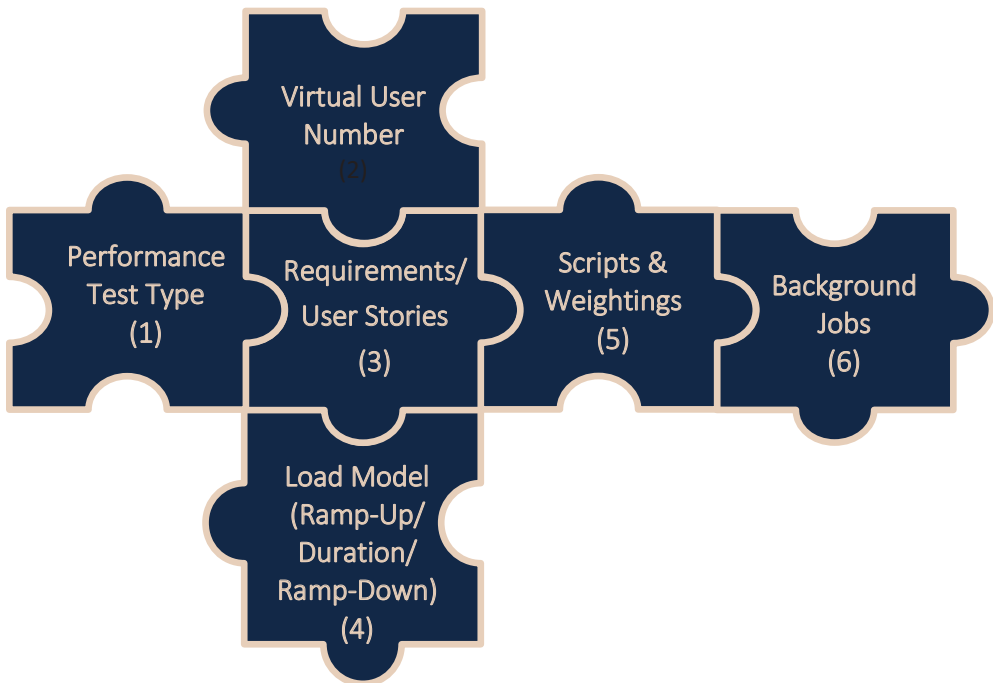 Virtual User
Number
(2)
Performance
Test Type
(1)
Requirements/
User Stories
(3)
Scripts &
Weightings
(5)
Background
Jobs
(6)
Load Model
(Ramp-Up/
Duration/
Ramp-Down)
(4)